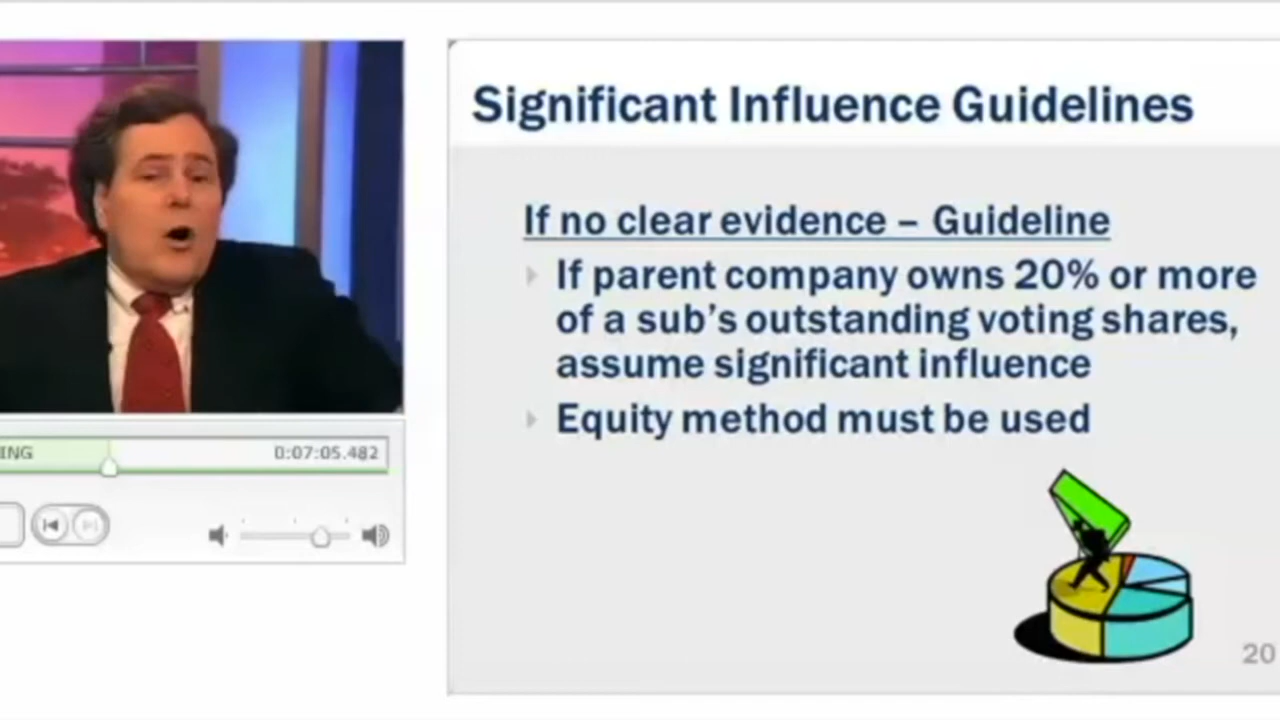 Significant Influence Guidelines
If no clear evidence – Guideline
If parent company owns 20% or more
of a sub's outstanding voting shares,
assume significant influence
Equity method must be used
ING
0:07:05.482
20